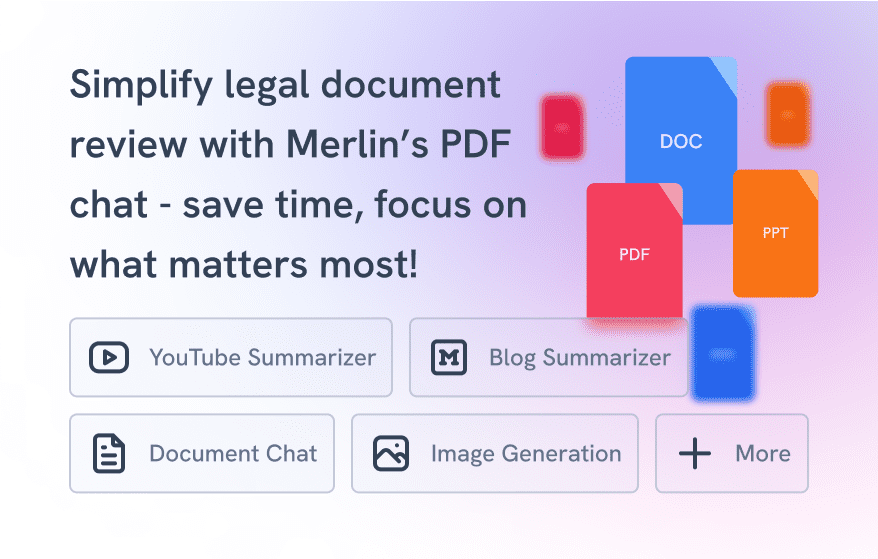 Simplify legal document
review with Merlin’s PDF
chat - save time, focus on
what matters most!
DOC
PDF
PPT
YouTube Summarizer
M Blog Summarizer
Document Chat
Image Generation
More